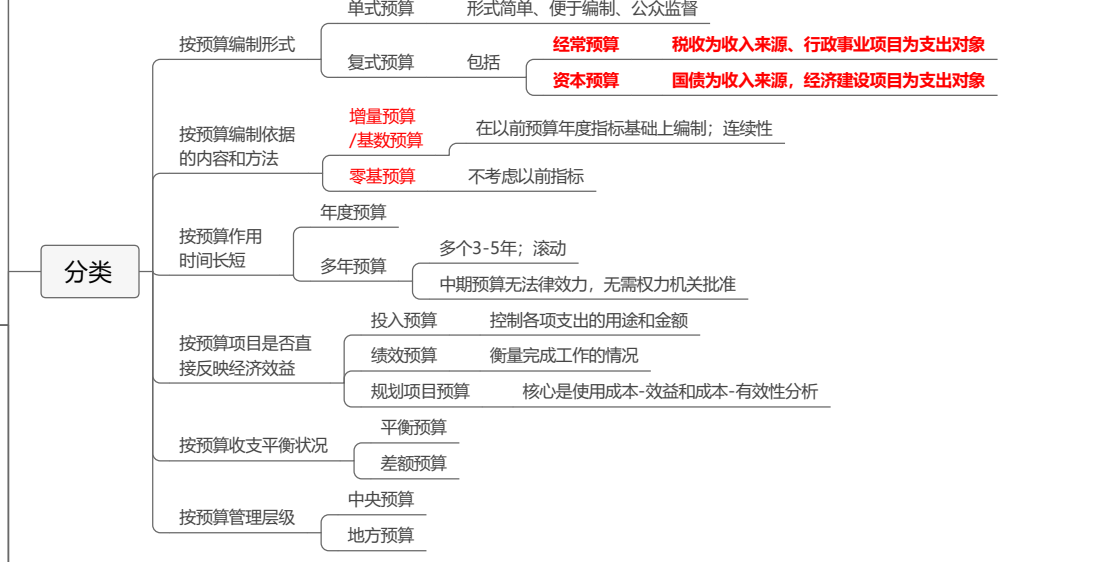 分类
按预算编制形式
单式预算
形式简单、便于编制、公众监督
复式预算
包括
经常预算
税收为收入来源、行政事业项目为支出对象
资本预算
国债为收入来源，经济建设项目为支出对象
按预算编制依据
的内容和方法
增量预算
/基数预算
在以前预算年度指标基础上编制；连续性
零基预算
不考虑以前指标
按预算作用
时间长短
年度预算
多年预算
多个3-5年；滚动
中期预算无法律效力，无需权力机关批准
按预算项目是否直
接反映经济效益
投入预算
控制各项支出的用途和金额
绩效预算
衡量完成工作的情况
规划项目预算
核心是使用成本-效益和成本-有效性分析
按预算收支平衡状况
平衡预算
差额预算
按预算管理层级
中央预算
地方预算